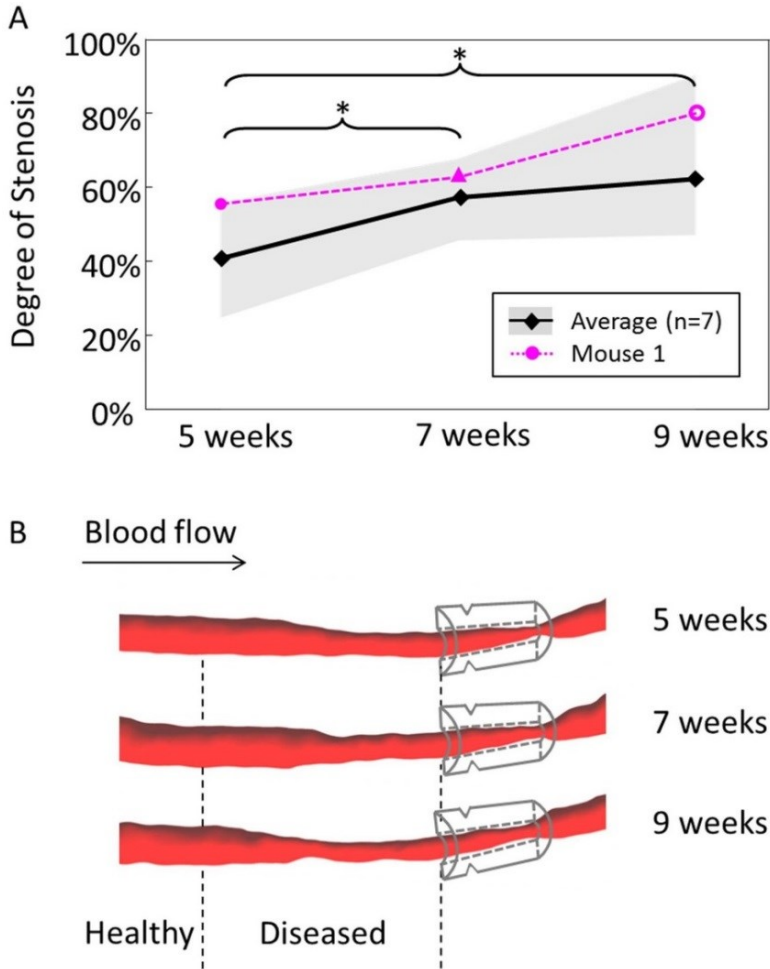 A
100%
80%
60%
40%
20%
0%
Degree of Stenosis
*
*
Average (n=7)
Mouse 1
5 weeks
7 weeks
9 weeks
B
Blood flow
5 weeks
7 weeks
9 weeks
Healthy
Diseased